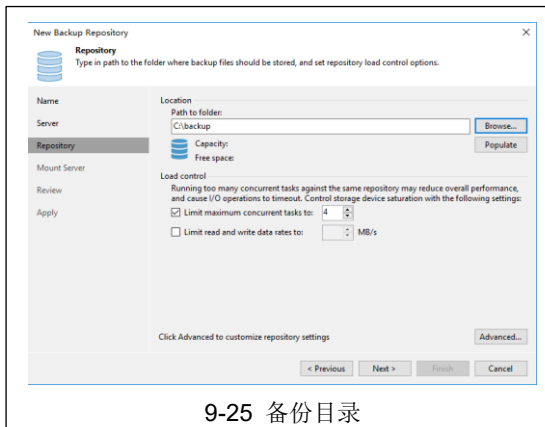 New Backup Repository
Repository
Type in path to the folder where backup files should be stored, and set repository load control options.
Name
Server
Repository
Mount Server
Review
Apply
Location
Path to folder:
C:\backup
Browse...
Capacity:
Free space:
Populate
Load control
Running too many concurrent tasks against the same repository may reduce overall performance,
and cause I/O operations to timeout. Control storage device saturation with the following settings:
Limit maximum concurrent tasks to: 4
Limit read and write data rates to: MB/s
Click Advanced to customize repository settings
Advanced...
< Previous
Next >
Finish
Cancel
9-25 备份目录